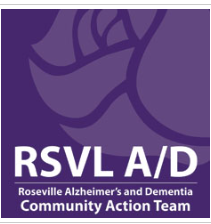 RSVL A/D
Roseville Alzheimer's and Dementia
Community Action Team